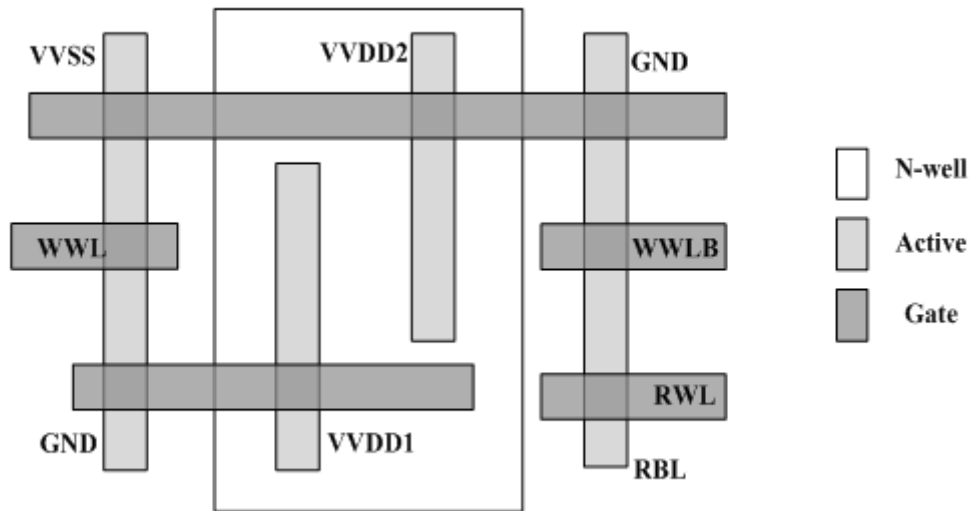 VVSS
VVDD2
GND
N-well
WWL
WWLB
Active
Gate
RWL
GND
VVDD1
RBL